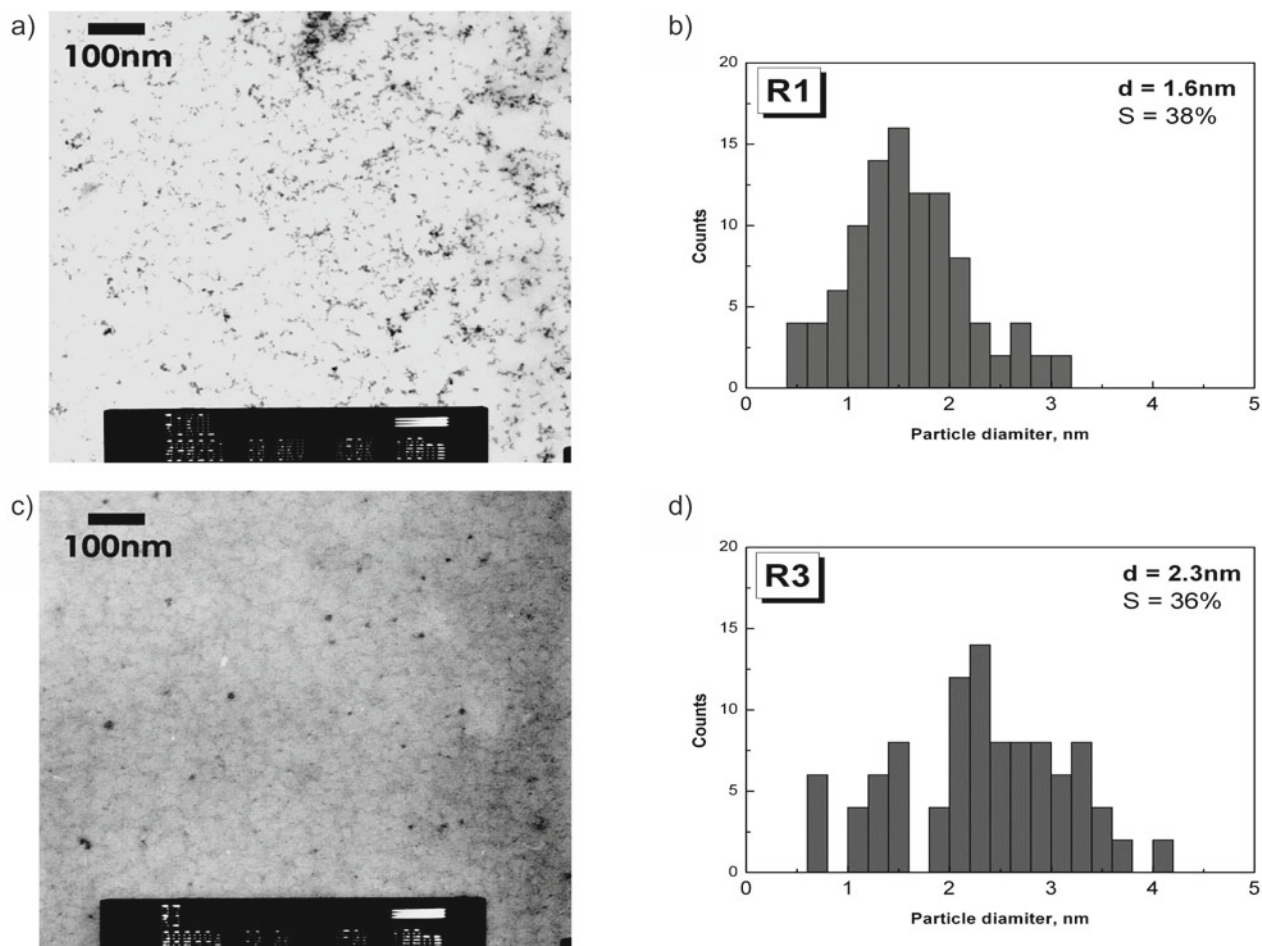 a)
100nm
b)
R1
d = 1.6nm
S = 38%
20
15
10
5
0
Counts
0 1 2 3 4 5
Particle diamiter, nm
c)
100nm
d)
R3
d = 2.3nm
S = 36%
20
15
10
5
0
Counts
0 1 2 3 4 5
Particle diamiter, nm